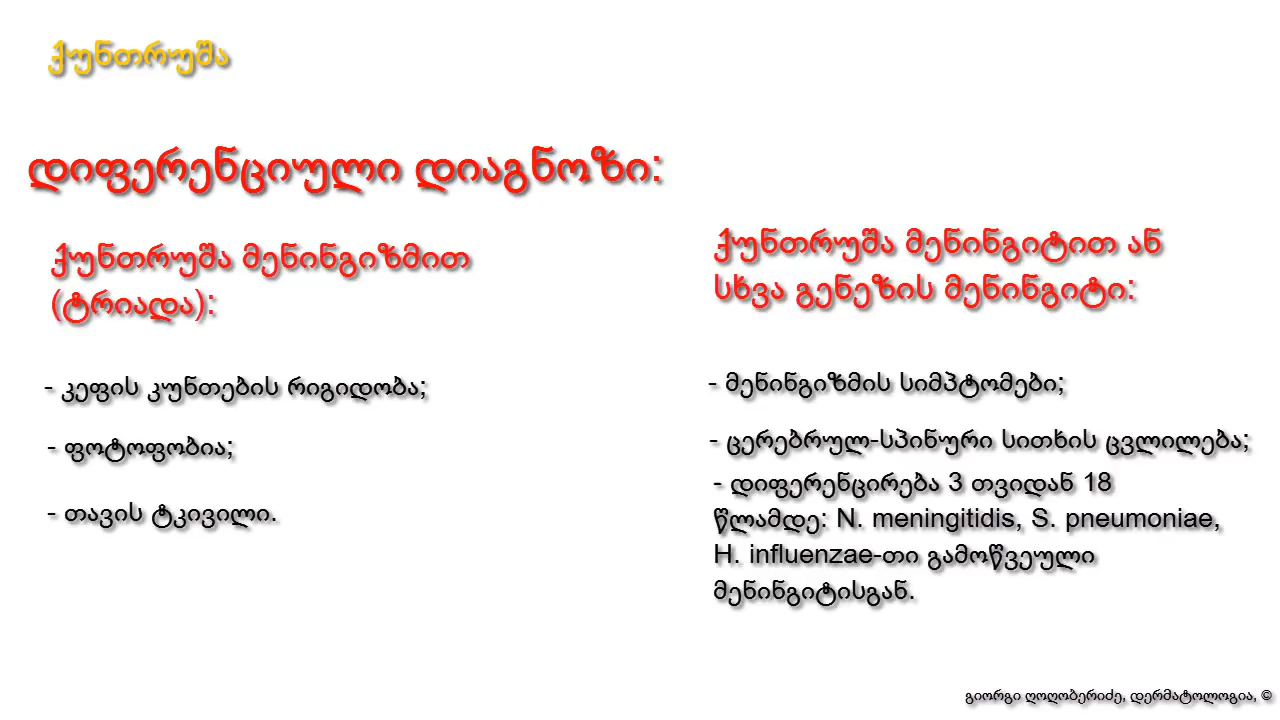 ქუნთრუშა
დიფერენციული დიაგნოზი:
ქუნთრუშა მენინგიზმით
(ტრიადა):
- კეფის კუნთების რიგიდობა;
- ფოტოფობია;
- თავის ტკივილი.
ქუნთრუშა მენინგიტით ან
სხვა გენეზის მენინგიტი:
- მენინგიზმის სიმპტომები;
- ცერებრულ-სპინური სითხის ცვლილება;
- დიფერენცირება 3 თვიდან 18
წლამდე: N. meningitidis, S. pneumoniae,
H. influenzae-თი გამოწვეული
მენინგიტისგან.
გიორგი ღოღობერიძე, დერმატოლოგია, ©